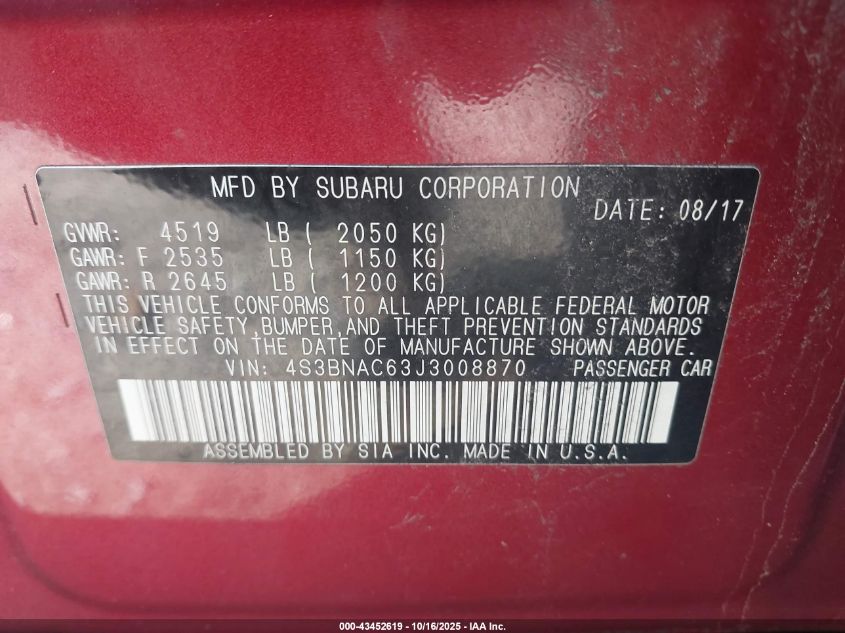 MFD BY SUBARU CORPORATION
DATE: 08/17
GVWR: 4519 LB ( 2050 KG)
GAWR: F 2535 LB ( 1150 KG)
GAWR: R 2645 LB ( 1200 KG)
THIS VEHICLE CONFORMS TO ALL APPLICABLE FEDERAL MOTOR
VEHICLE SAFETY,BUMPER,AND THEFT PREVENTION STANDARDS
IN EFFECT ON THE DATE OF MANUFACTURE SHOWN ABOVE.
VIN: 4S3BNAC63J3008870 PASSENGER CAR
ASSEMBLED BY SIA INC. MADE IN U.S.A.
000-43452619 - 10/16/2025 - IAA Inc.